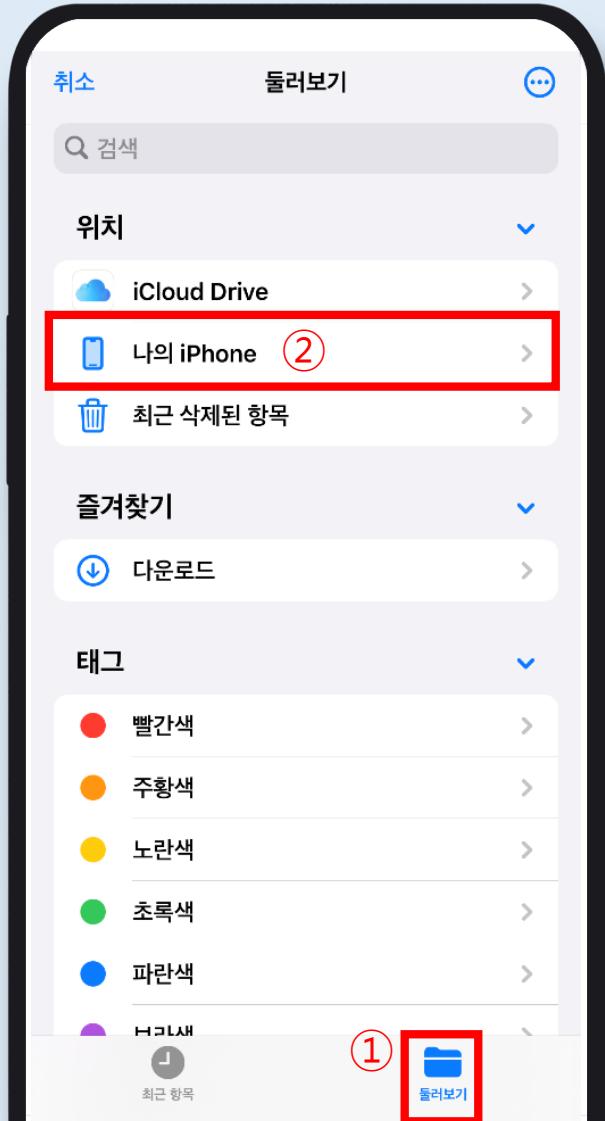 취소 둘러보기
검색
위치
iCloud Drive
나의 iPhone ②
최근 삭제된 항목
즐겨찾기
다운로드
태그
빨간색
주황색
노란색
초록색
파란색
보라색
①
최근 항목 둘러보기